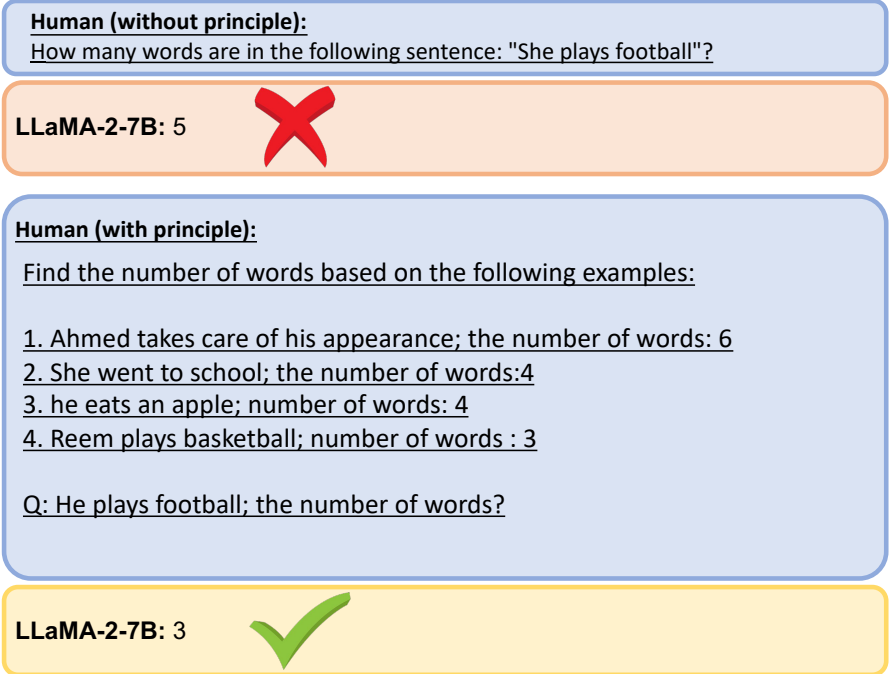 Human (without principle):
How many words are in the following sentence: "She plays football"?
LLaMA-2-7B: 5
Human (with principle):
Find the number of words based on the following examples:
1. Ahmed takes care of his appearance; the number of words: 6
2. She went to school; the number of words:4
3. he eats an apple; number of words: 4
4. Reem plays basketball; number of words : 3
Q: He plays football; the number of words?
LLaMA-2-7B: 3